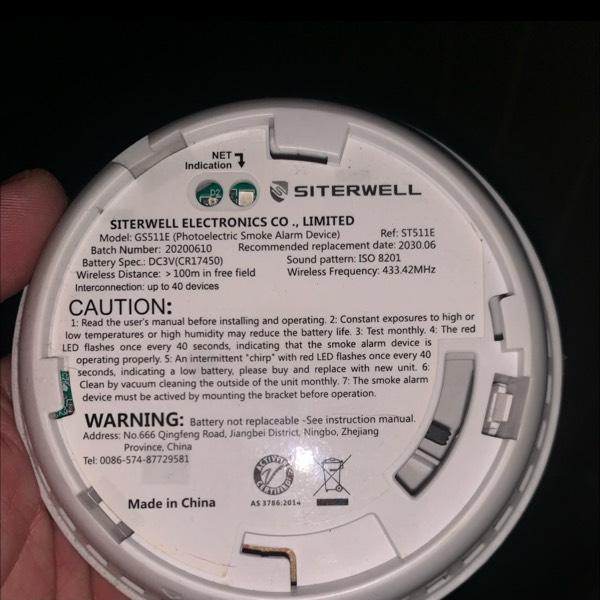 NET
Indication
D2
SITERWELL
SITERWELL ELECTRONICS CO ., LIMITED
Model: GS511E (Photoelectric Smoke Alarm Device) Ref: ST511E
Batch Number: 20200610 Recommended replacement date: 2030.06
Battery Spec.: DC3V(CR17450) Sound pattern: ISO 8201
Wireless Distance: > 100m in free field Wireless Frequency: 433.42MHz
Interconnection: up to 40 devices
CAUTION:
1: Read the user's manual before installing and operating. 2: Constant exposures to high or
low temperatures or high humidity may reduce the battery life. 3: Test monthly. 4: The red
LED flashes once every 40 seconds, indicating that the smoke alarm device is
operating properly. 5: An intermittent "chirp" with red LED flashes once every 40
seconds, indicating a low battery, please buy and replace with new unit. 6:
Clean by vacuum cleaning the outside of the unit monthly. 7: The smoke alarm
device must be actived by mounting the bracket before operation.
WARNING: Battery not replaceable -See instruction manual.
Address: No.666 Qingfeng Road, Jiangbei District, Ningbo, Zhejiang
Province, China
Tel: 0086-574-87729581
Made in China
AS 3786:2014